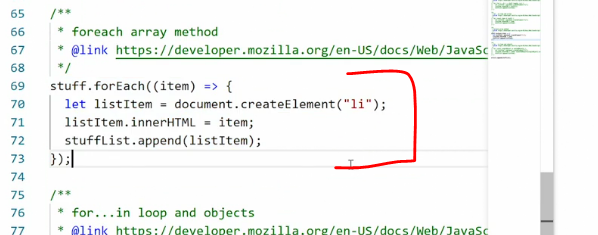 65 /**
66  * foreach array method
67  * @link https://developer.mozilla.org/en-US/docs/Web/JavaSc
68  */
69 stuff.forEach((item) => {
70   let listItem = document.createElement("li");
71   listItem.innerHTML = item;
72   stuffList.append(listItem);
73 });
74
75 /**
76  * for...in loop and objects
77  * @link https://developer.mozilla.org/en-US/docs/Web/JavaSc